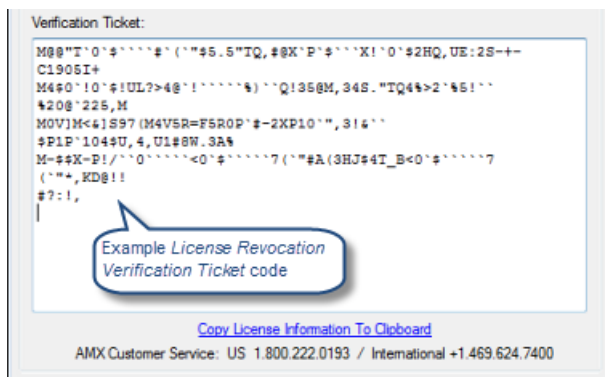 Verification Ticket:
M@@"T`0`$````#`(`"$5.5"TQ,#@X`P`$```X!`0`$2HQ,UE:2S-+-
C1905I+
M4$0`!0`$!UL?>4@`!`````%)``Q!35@M,34S."TQ4%>2`%5!``
%20@`225,M
M0V]M<&]S97(M4V5R=F5R0P`#-2XP10`",3!&``
$P1P`104$U,4,U1#8W.3A%
M-$$X-P!/``0`````<0`$`````7(`"#A(3HJ$4T_B<0`$`````7
(`"*,KD@!!
#?:!,
Example License Revocation
Verification Ticket code
Copy License Information To Clipboard
AMX Customer Service: US 1.800.222.0193 / International +1.469.624.7400